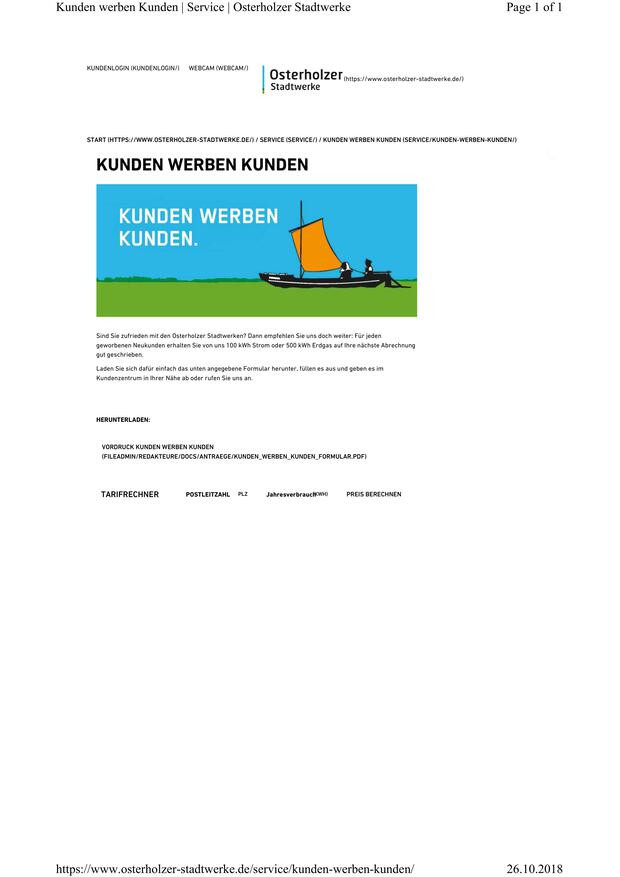 Kunden werben Kunden | Service | Osterholzer Stadtwerke Page 1 of 1
KUNDENLOGIN (KUNDENLOGIN/) WEBCAM (WEBCAM/)
Osterholzer (https://www.osterholzer-stadtwerke.de/)
Stadtwerke
START (HTTPS://WWW.OSTERHOLZER-STADTWERKE.DE/) / SERVICE (SERVICE/) / KUNDEN WERBEN KUNDEN (SERVICE/KUNDEN-WERBEN-KUNDEN/)
KUNDEN WERBEN KUNDEN
KUNDEN WERBEN
KUNDEN.
Sind Sie zufrieden mit den Osterholzer Stadtwerken? Dann empfehlen Sie uns doch weiter: Für jeden
geworbenen Neukunden erhalten Sie von uns 100 kWh Strom oder 500 kWh Erdgas auf Ihre nächste Abrechnung
gut geschrieben.
Laden Sie sich dafür einfach das unten angegebene Formular herunter, füllen es aus und geben es im
Kundenzentrum in Ihrer Nähe ab oder rufen Sie uns an.
HERUNTERLADEN:
VORDRUCK KUNDEN WERBEN KUNDEN
(FILEADMIN/REDAKTEURE/DOCS/ANTRAEGE/KUNDEN_WERBEN_KUNDEN_FORMULAR.PDF)
TARIFRECHNER POSTLEITZAHL PLZ Jahresverbrauch (KWH) PREIS BERECHNEN
https://www.osterholzer-stadtwerke.de/service/kunden-werben-kunden/ 26.10.2018